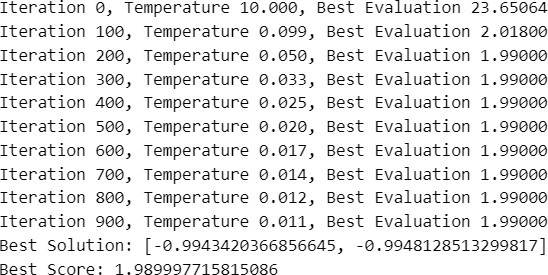 Iteration 0, Temperature 10.000, Best Evaluation 23.65064
Iteration 100, Temperature 0.099, Best Evaluation 2.01800
Iteration 200, Temperature 0.050, Best Evaluation 1.99000
Iteration 300, Temperature 0.033, Best Evaluation 1.99000
Iteration 400, Temperature 0.025, Best Evaluation 1.99000
Iteration 500, Temperature 0.020, Best Evaluation 1.99000
Iteration 600, Temperature 0.017, Best Evaluation 1.99000
Iteration 700, Temperature 0.014, Best Evaluation 1.99000
Iteration 800, Temperature 0.012, Best Evaluation 1.99000
Iteration 900, Temperature 0.011, Best Evaluation 1.99000
Best Solution: [-0.9943420366856645, -0.9948128513299817]
Best Score: 1.989997715815086